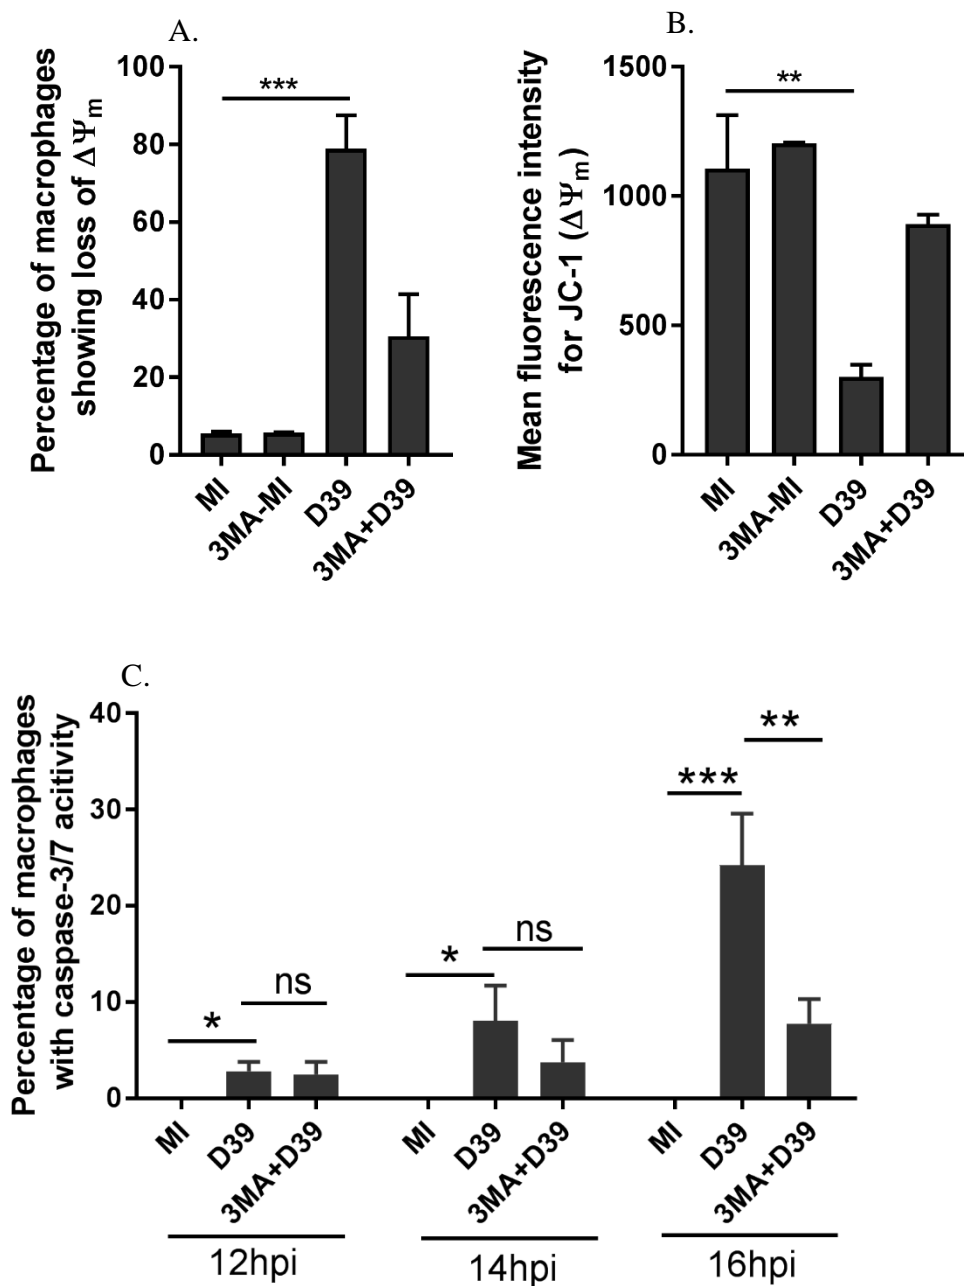 A.
Percentage of macrophages
showing loss of ΔΨm
100
80
60
40
20
0
***
MI
3MA-MI
D39
3MA+D39
B.
Mean fluorescence intensity
for JC-1 (ΔΨm)
1500
1000
500
0
**
MI
3MA-MI
D39
3MA+D39
C.
Percentage of macrophages
with caspase-3/7 acitivity
40
30
20
10
0
*
ns
*
ns
***
**
MI
D39
3MA+D39
MI
D39
3MA+D39
MI
D39
3MA+D39
12hpi
14hpi
16hpi